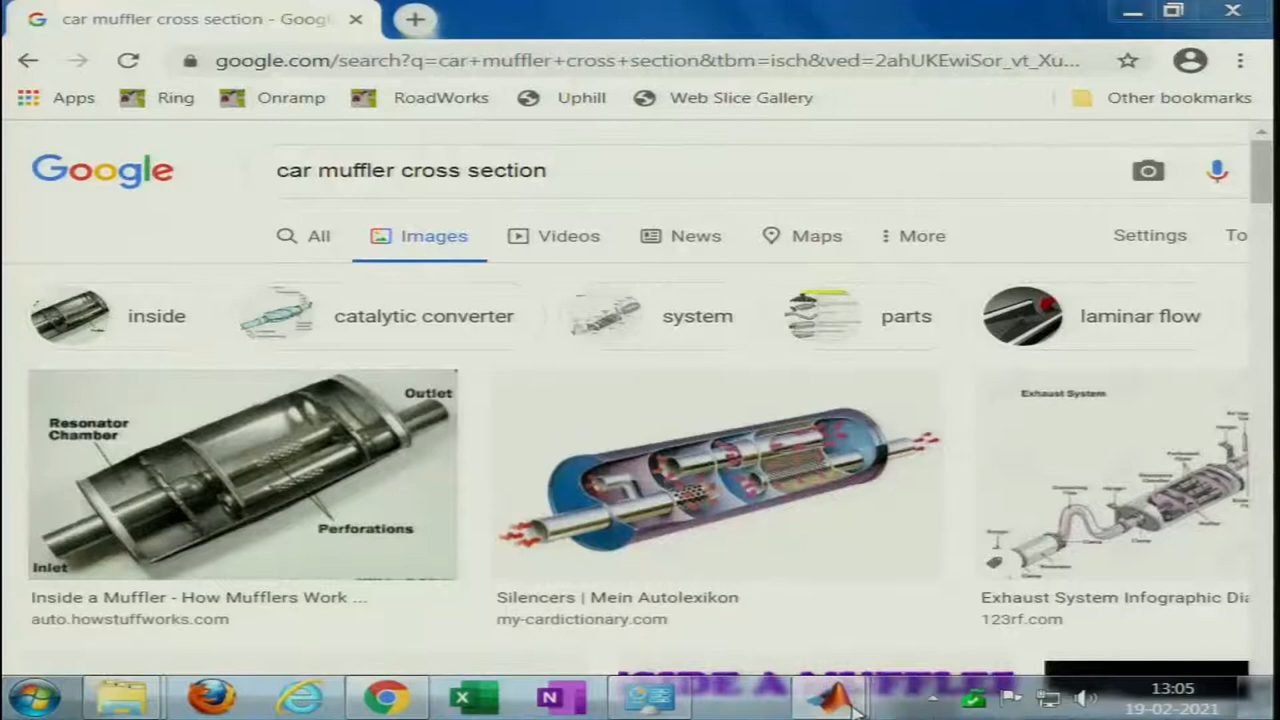 car muffler cross section - Goog
google.com/search?q=car+muffler+cross+section&tbm=isch&ved=2ahUKEwiSor_vt_Xu...
Apps Ring Onramp RoadWorks Uphill Web Slice Gallery Other bookmarks
Google car muffler cross section
All Images Videos News Maps More Settings To
inside catalytic converter system parts laminar flow
Resonator
Chamber
Outlet
Perforations
Inlet
Exhaust System
Inside a Muffler - How Mufflers Work ...
auto.howstuffworks.com
Silencers | Mein Autolexikon
my-cardictionary.com
Exhaust System Infographic Dia
123rf.com
INSIDE A MUFFLER
13:05
19-02-2021